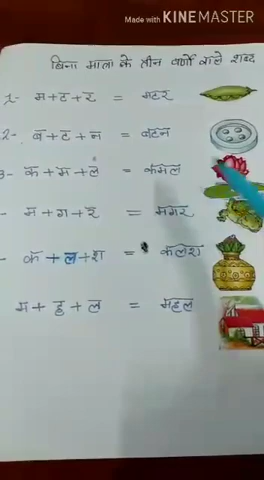 Made with KINEMASTER
बिना मात्रा के तीन वर्णो वाले शब्द
1- म+ट+र = मटर
2- ब+ट+न = बटन
3- क+म+ल = कमल
- म+ग+र = मगर
- क+ल+श = कलश
म+ह+ल = महल